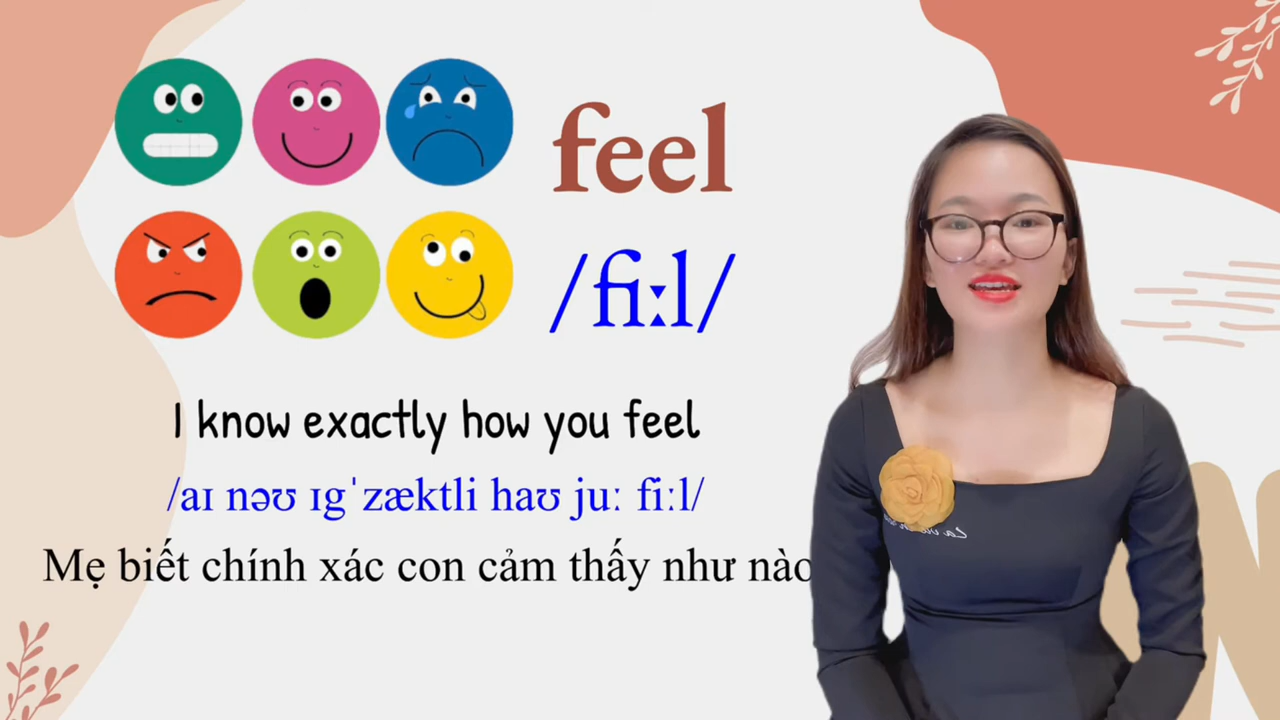 feel
/fiːl/
I know exactly how you feel
/aɪ nəʊ ɪgˈzæktli haʊ juː fiːl/
Mẹ biết chính xác con cảm thấy như nào